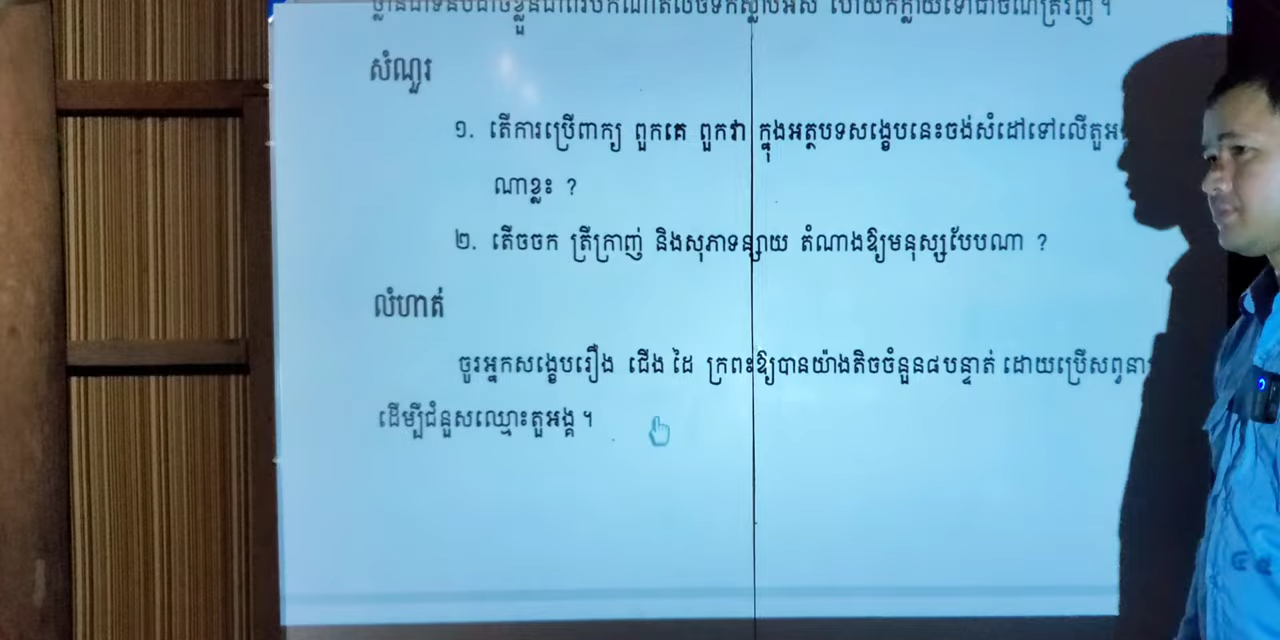 សំណួរ
១. តើការប្រើពាក្យ ពួកគេ ពួកវា ក្នុងអត្ថបទសង្ខេបនេះចង់សំដៅទៅលើតួអ
ណាខ្លះ ?
២. តើចចក ត្រីក្រាញ់ និងសុភាទន្សាយ តំណាងឱ្យមនុស្សបែបណា ?
លំហាត់
ចូរអ្នកសង្ខេបរឿង ជើង ដៃ ក្រពះឱ្យបានយ៉ាងតិចចំនួន៨បន្ទាត់ ដោយប្រើសព្វនា
ដើម្បីជំនួសឈ្មោះតួអង្គ ។